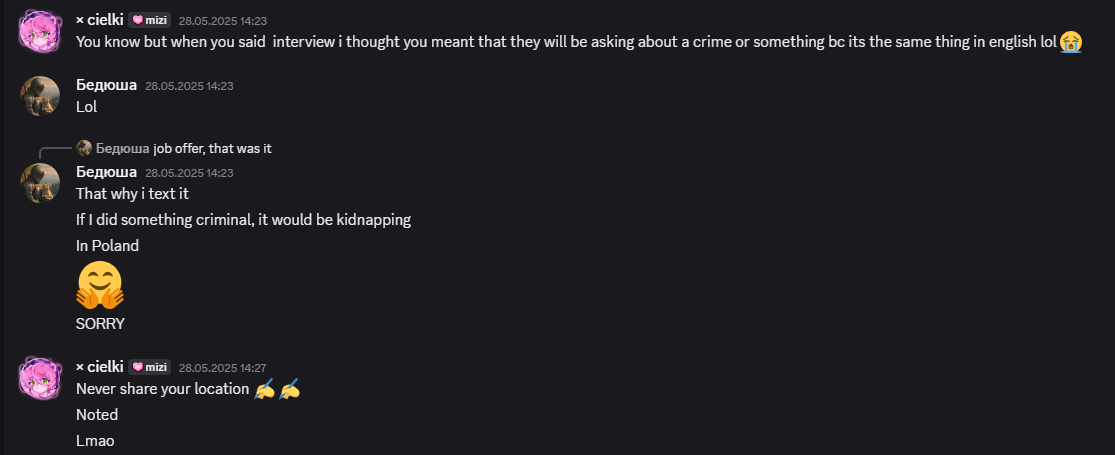 × cielki mizi 28.05.2025 14:23
You know but when you said interview i thought you meant that they will be asking about a crime or something bc its the same thing in english lol😭
Бедюша 28.05.2025 14:23
Lol
Бедюша job offer, that was it
Бедюша 28.05.2025 14:23
That why i text it
If I did something criminal, it would be kidnapping
In Poland
🤗
SORRY
× cielki mizi 28.05.2025 14:27
Never share your location ✍️ ✍️
Noted
Lmao